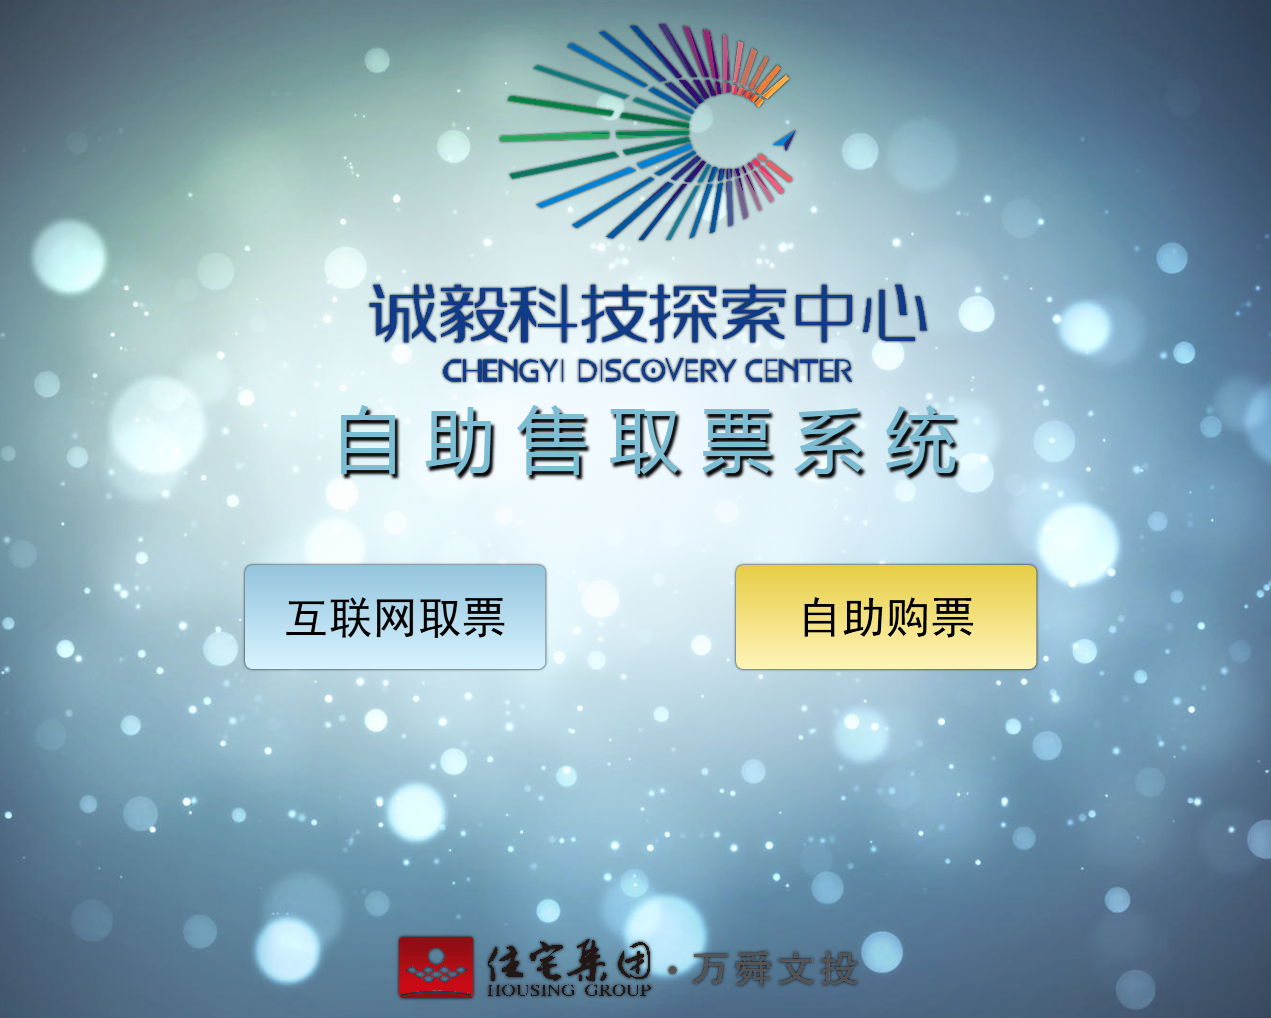 诚毅科技探索中心
CHENGYI DISCOVERY CENTER
自助售取票系统
互联网取票
自助购票
住宅集团·万舜文投
HOUSING GROUP